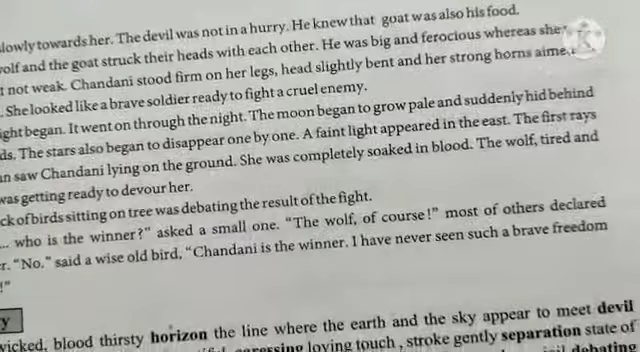 lowly towards her. The devil was not in a hurry. He knew that goat was also his food.
olf and the goat struck their heads with each other. He was big and ferocious whereas she
t not weak. Chandani stood firm on her legs, head slightly bent and her strong horns aime
. She looked like a brave soldier ready to fight a cruel enemy.
ight began. It went on through the night. The moon began to grow pale and suddenly hid behind
ds. The stars also began to disappear one by one. A faint light appeared in the east. The first rays
n saw Chandani lying on the ground. She was completely soaked in blood. The wolf, tired and
was getting ready to devour her.
ck of birds sitting on tree was debating the result of the fight.
... who is the winner?" asked a small one. "The wolf, of course!" most of others declared
r. "No." said a wise old bird, "Chandani is the winner. I have never seen such a brave freedom
!"
y
wicked, blood thirsty horizon the line where the earth and the sky appear to meet devil
caressing loving touch, stroke gently separation state of
debating